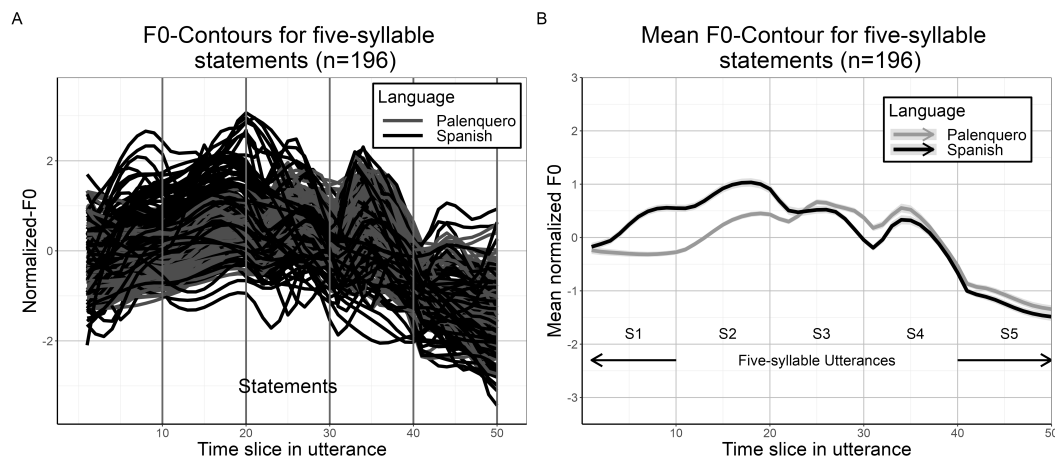 A
F0-Contours for five-syllable
statements (n=196)
Language
Palenquero
Spanish
Normalized-F0
2
0
-2
Statements
10
20
30
40
50
Time slice in utterance
B
Mean F0-Contour for five-syllable
statements (n=196)
Language
Palenquero
Spanish
Mean normalized F0
3
2
1
0
-1
-2
-3
S1 S2 S3 S4 S5
Five-syllable Utterances
10
20
30
40
50
Time slice in utterance